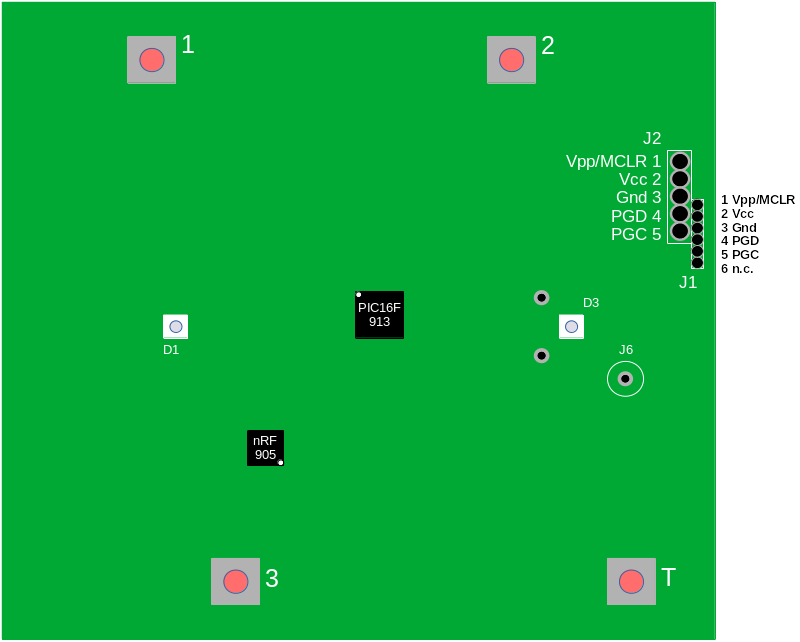 1
2
J2
Vpp/MCLR 1
Vcc 2
Gnd 3
PGD 4
PGC 5
1 Vpp/MCLR
2 Vcc
3 Gnd
4 PGD
5 PGC
6 n.c.
J1
PIC16F
913
D3
D1
J6
nRF
905
3
T